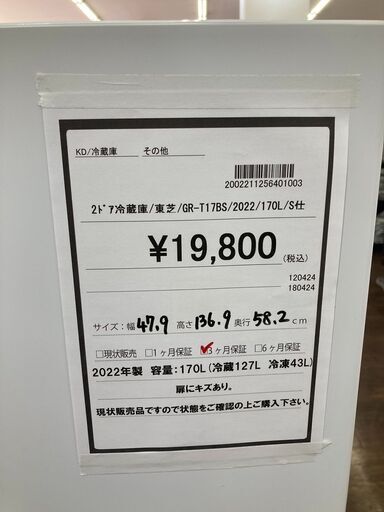 KD/冷蔵庫 その他
2002211256401003
2ﾄﾞｱ冷蔵庫/東芝/GR-T17BS/2022/170L/S仕
¥19,800 (税込)
120424
180424
サイズ:幅 47.9 高さ 136.9 奥行 58.2 cm
□現状販売 □1ヶ月保証 ☑3ヶ月保証 □6ヶ月保証
2022年製 容量:170L(冷蔵127L 冷凍43L)
扉にキズあり。
現状販売品ですので状態をご確認の上ご購入下さい。